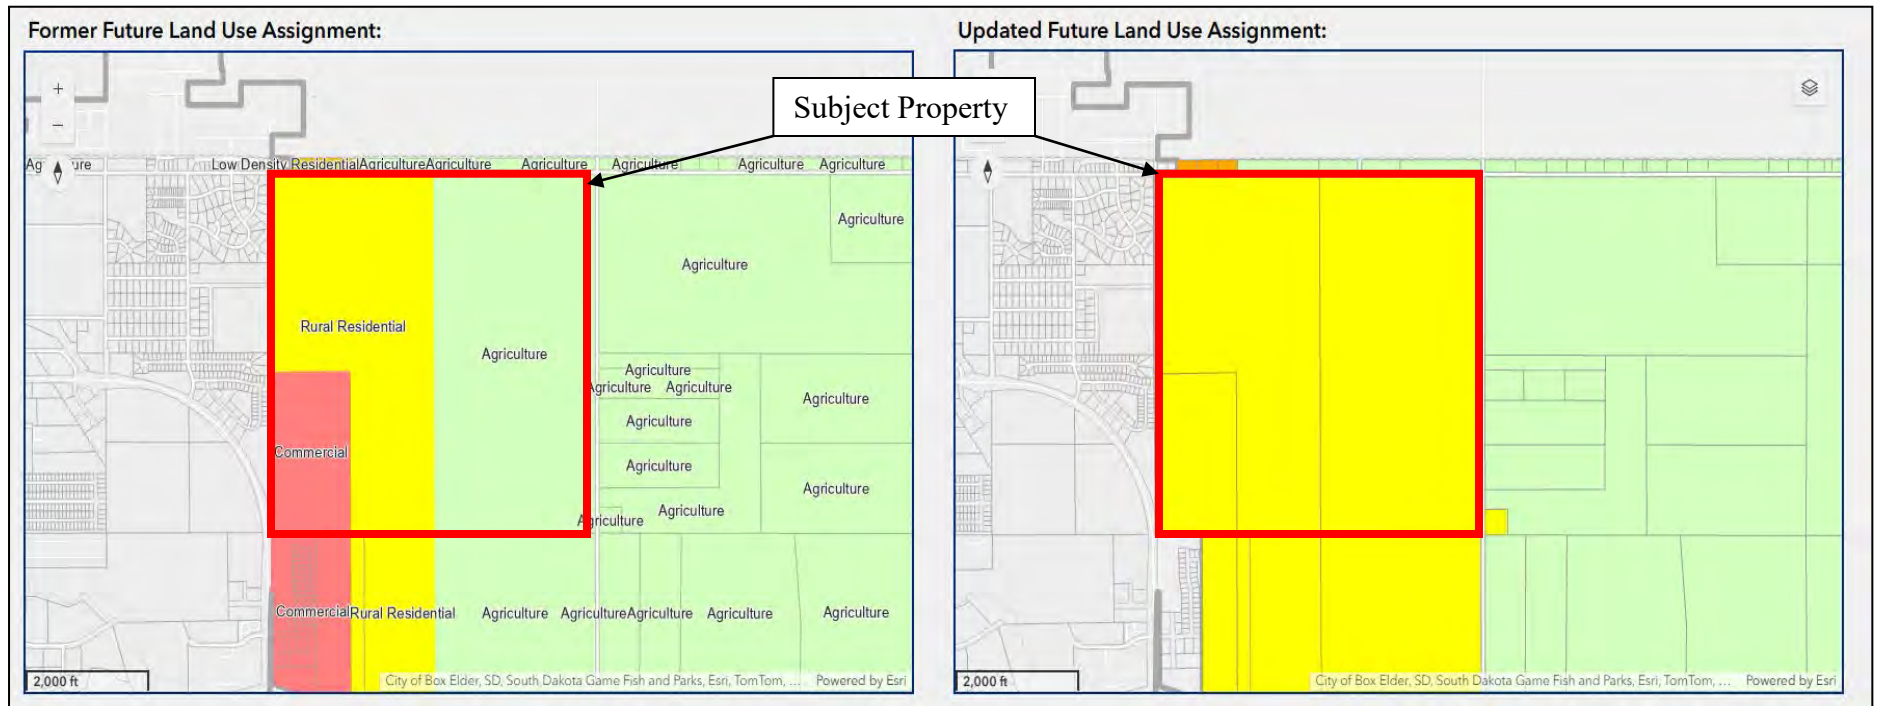 Former Future Land Use Assignment:
Updated Future Land Use Assignment:
Subject Property
+
−
Low Density Residential
Agriculture
Agriculture
Agriculture
Agriculture
Agriculture
Agriculture
Agriculture
Agriculture
Rural Residential
Agriculture
Agriculture
Agriculture
Agriculture
Agriculture
Agriculture
Commercial
Agriculture
Agriculture
Agriculture
Agriculture
Commercial
Rural Residential
Agriculture
Agriculture
Agriculture
Agriculture
Agriculture
2,000 ft
City of Box Elder, SD, South Dakota Game Fish and Parks, Esri, TomTom, ...
Powered by Esri
2,000 ft
City of Box Elder, SD, South Dakota Game Fish and Parks, Esri, TomTom, ...
Powered by Esri